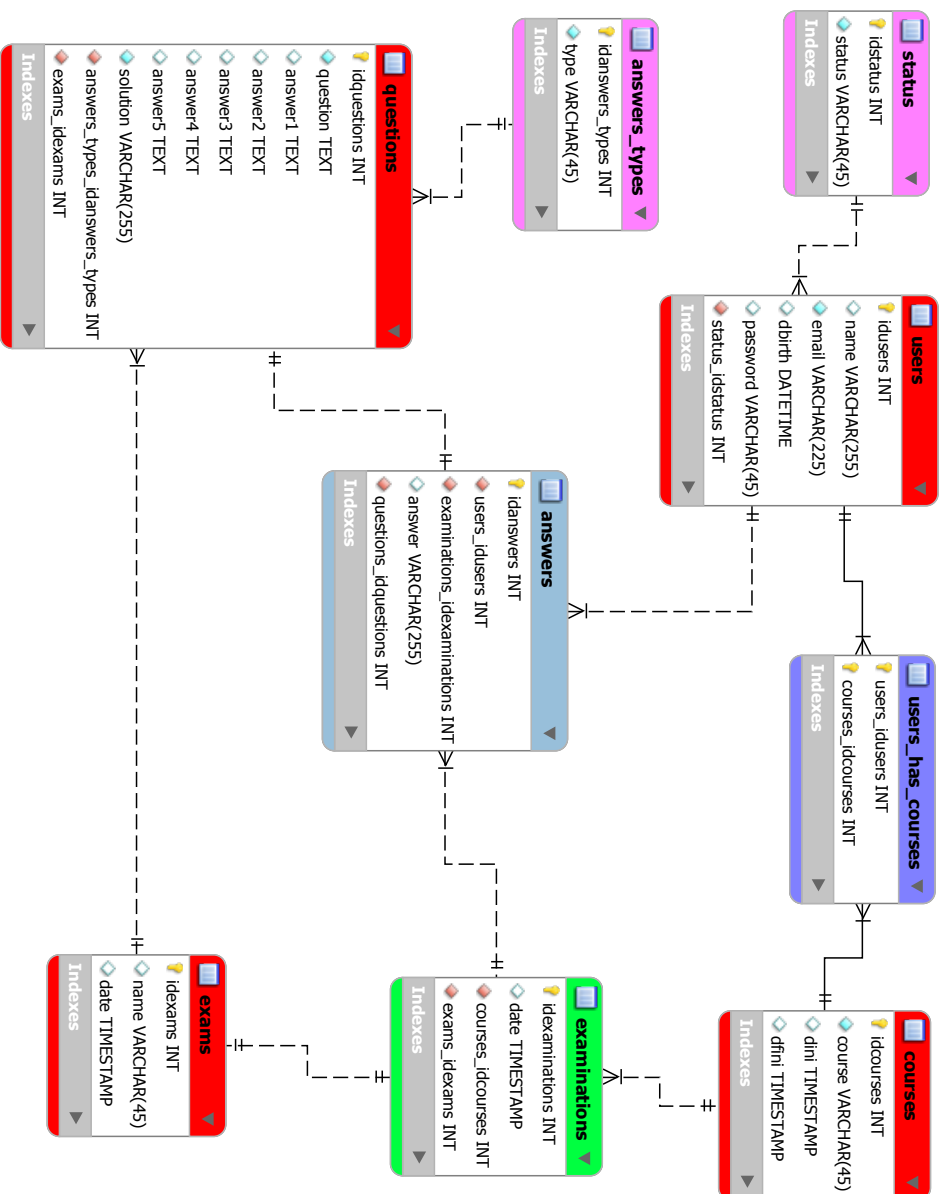 status
idstatus INT
status VARCHAR(45)
Indexes
answers_types
idanswers_types INT
type VARCHAR(45)
Indexes
questions
idquestions INT
question TEXT
answer1 TEXT
answer2 TEXT
answer3 TEXT
answer4 TEXT
answer5 TEXT
solution VARCHAR(255)
answers_types_idanswers_types INT
exams_idexams INT
Indexes
users
idusers INT
name VARCHAR(255)
email VARCHAR(225)
dbirth DATETIME
password VARCHAR(45)
status_idstatus INT
Indexes
answers
idanswers INT
users_idusers INT
examinations_idexaminations INT
answer VARCHAR(255)
questions_idquestions INT
Indexes
users_has_courses
users_idusers INT
courses_idcourses INT
Indexes
courses
idcourses INT
course VARCHAR(45)
dini TIMESTAMP
dfini TIMESTAMP
Indexes
examinations
idexaminations INT
date TIMESTAMP
courses_idcourses INT
exams_idexams INT
Indexes
exams
idexams INT
name VARCHAR(45)
date TIMESTAMP
Indexes